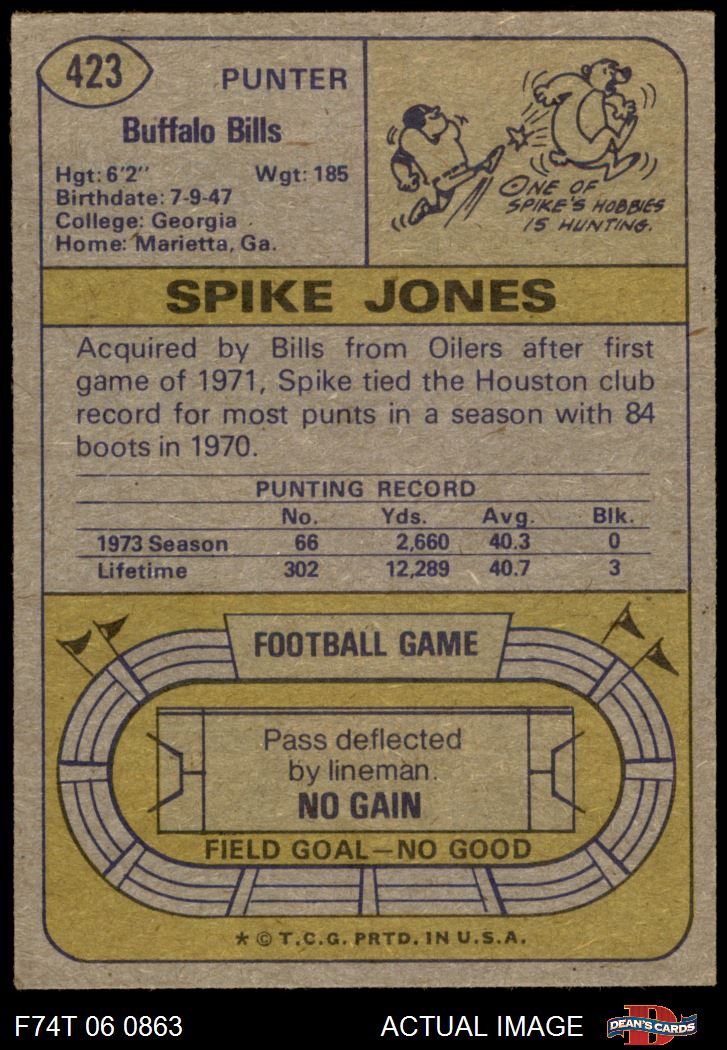 423
PUNTER
Buffalo Bills
Hgt: 6'2" Wgt: 185
Birthdate: 7-9-47
College: Georgia
Home: Marietta, Ga.
ONE OF
SPIKE'S HOBBIES
IS HUNTING.
SPIKE JONES
Acquired by Bills from Oilers after first
game of 1971, Spike tied the Houston club
record for most punts in a season with 84
boots in 1970.
PUNTING RECORD
No. Yds. Avg. Blk.
1973 Season 66 2,660 40.3 0
Lifetime 302 12,289 40.7 3
FOOTBALL GAME
Pass deflected
by lineman.
NO GAIN
FIELD GOAL—NO GOOD
* © T.C.G. PRTD. IN U.S.A.
F74T 06 0863 ACTUAL IMAGE D DEAN'S CARDS